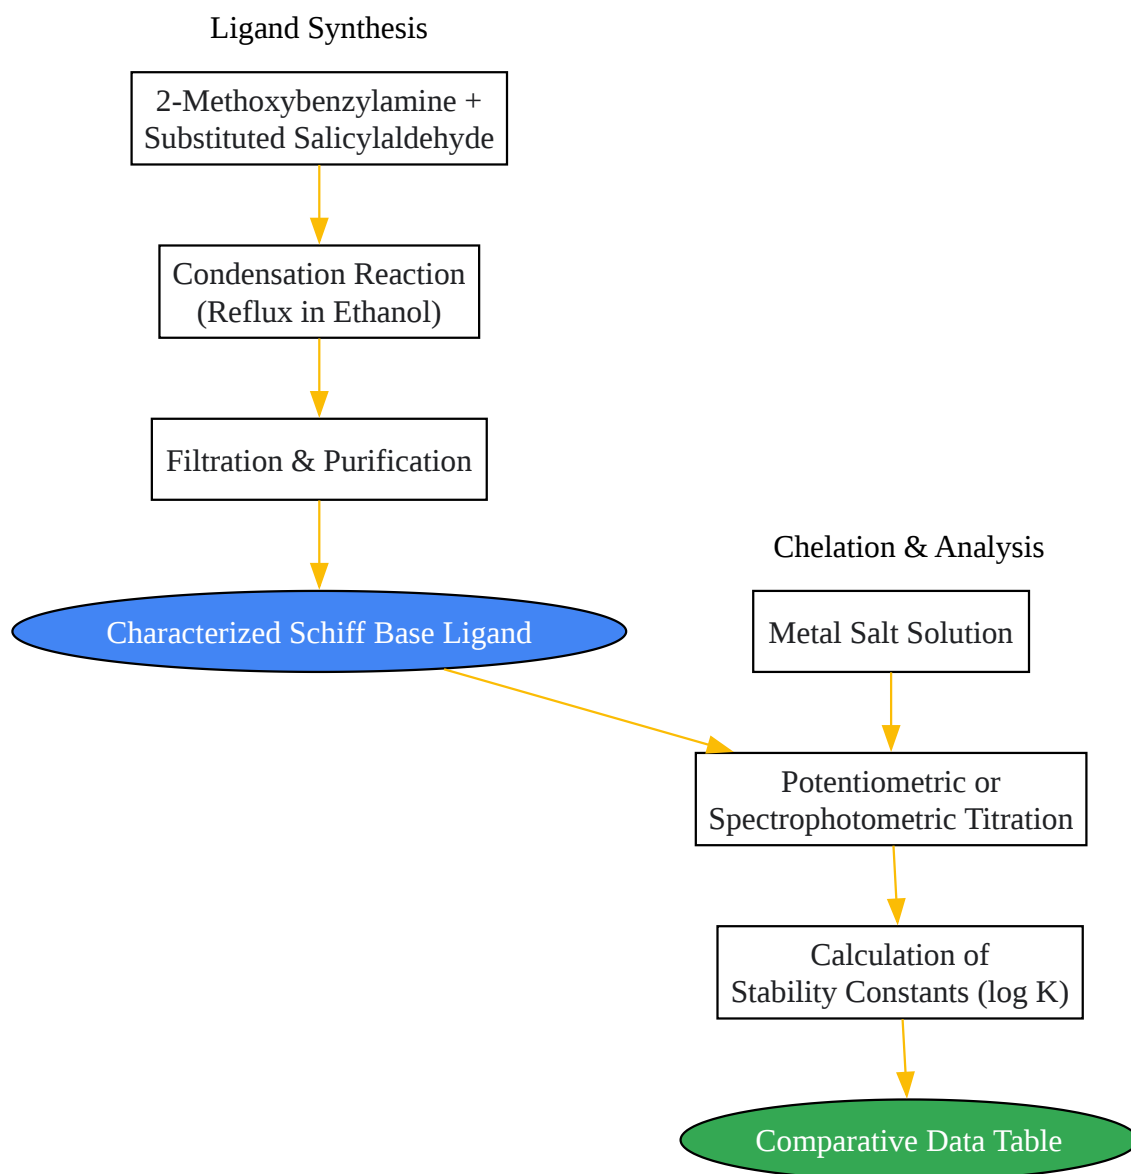 Ligand Synthesis
2-Methoxybenzylamine +
Substituted Salicylaldehyde
Condensation Reaction
(Reflux in Ethanol)
Filtration & Purification
Characterized Schiff Base Ligand
Chelation & Analysis
Metal Salt Solution
Potentiometric or
Spectrophotometric Titration
Calculation of
Stability Constants (log K)
Comparative Data Table